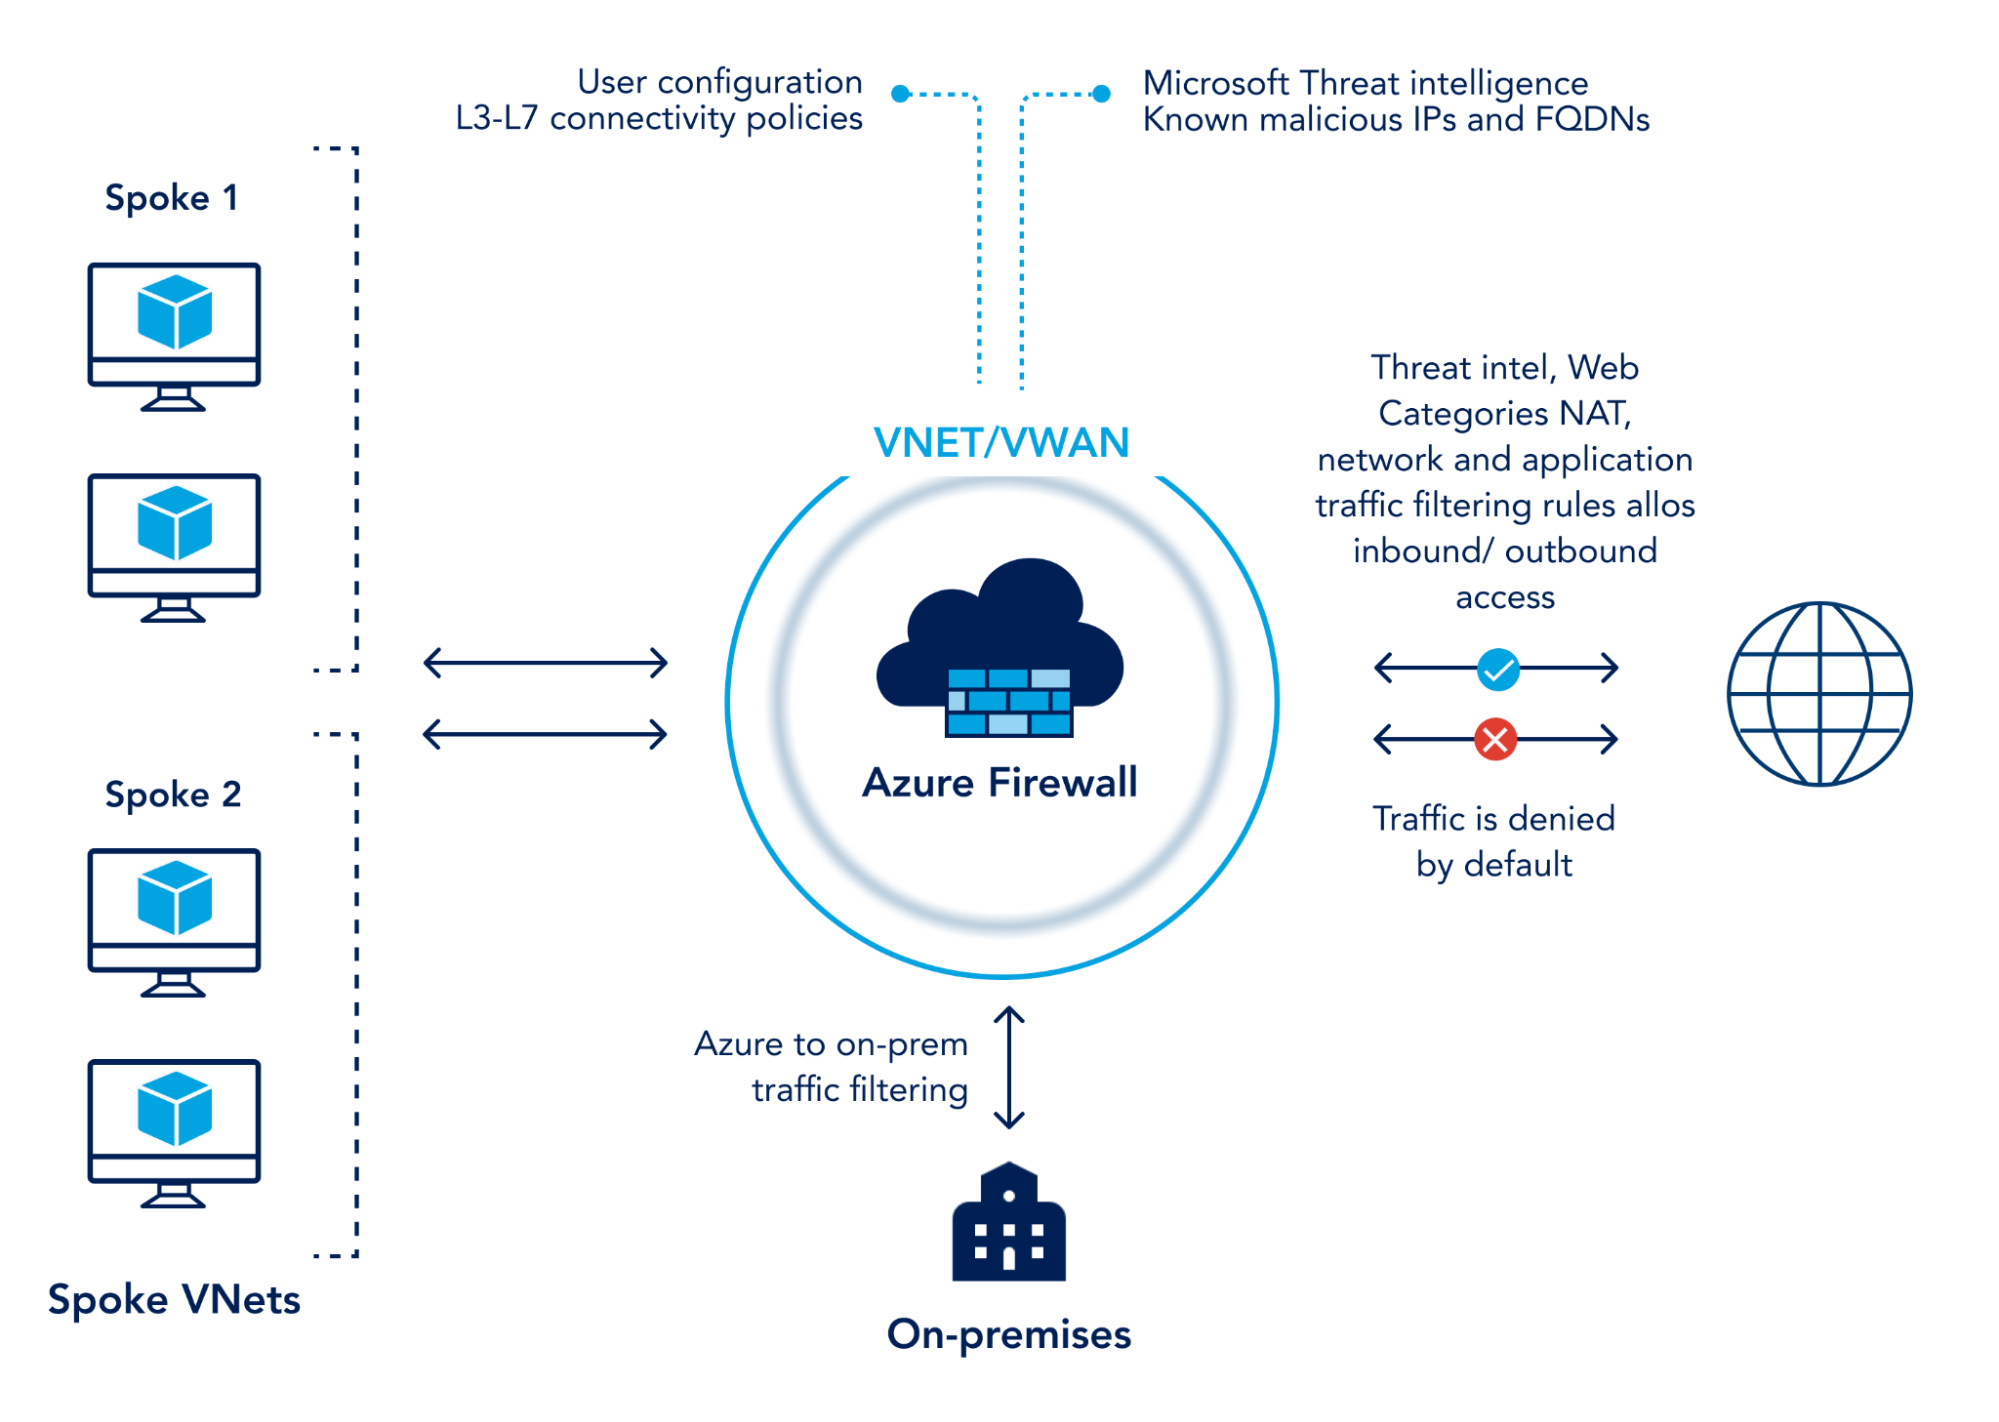 User configuration
L3-L7 connectivity policies
Microsoft Threat intelligence
Known malicious IPs and FQDNs
Spoke 1
Threat intel, Web
Categories NAT,
network and application
traffic filtering rules allos
inbound/ outbound
access
VNET/VWAN
Azure Firewall
Spoke 2
Traffic is denied
by default
Azure to on-prem
traffic filtering
Spoke VNets
On-premises